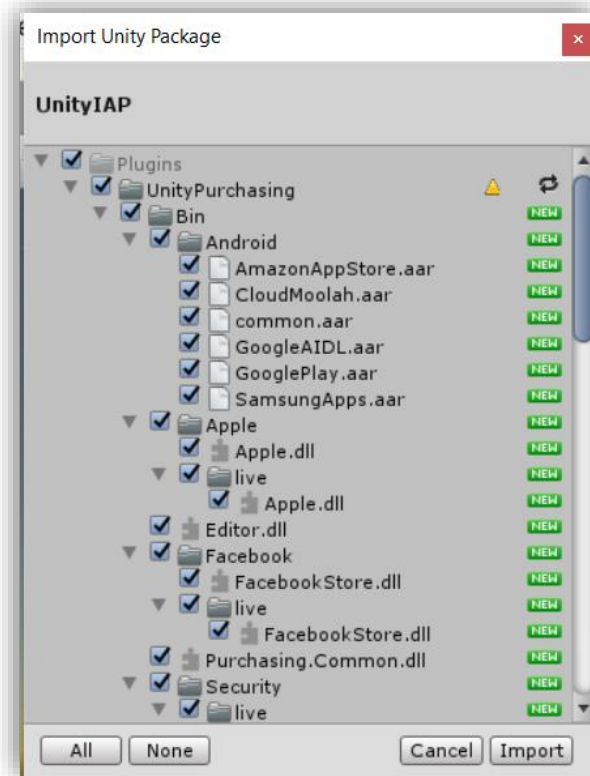 Import Unity Package
UnityIAP
Plugins
UnityPurchasing
Bin NEW
Android NEW
AmazonAppStore.aar NEW
CloudMoolah.aar NEW
common.aar NEW
GoogleAIDL.aar NEW
GooglePlay.aar NEW
SamsungApps.aar NEW
Apple NEW
Apple.dll NEW
live NEW
Apple.dll NEW
Editor.dll NEW
Facebook NEW
FacebookStore.dll NEW
live NEW
FacebookStore.dll NEW
Purchasing.Common.dll NEW
Security NEW
live NEW
All None Cancel Import